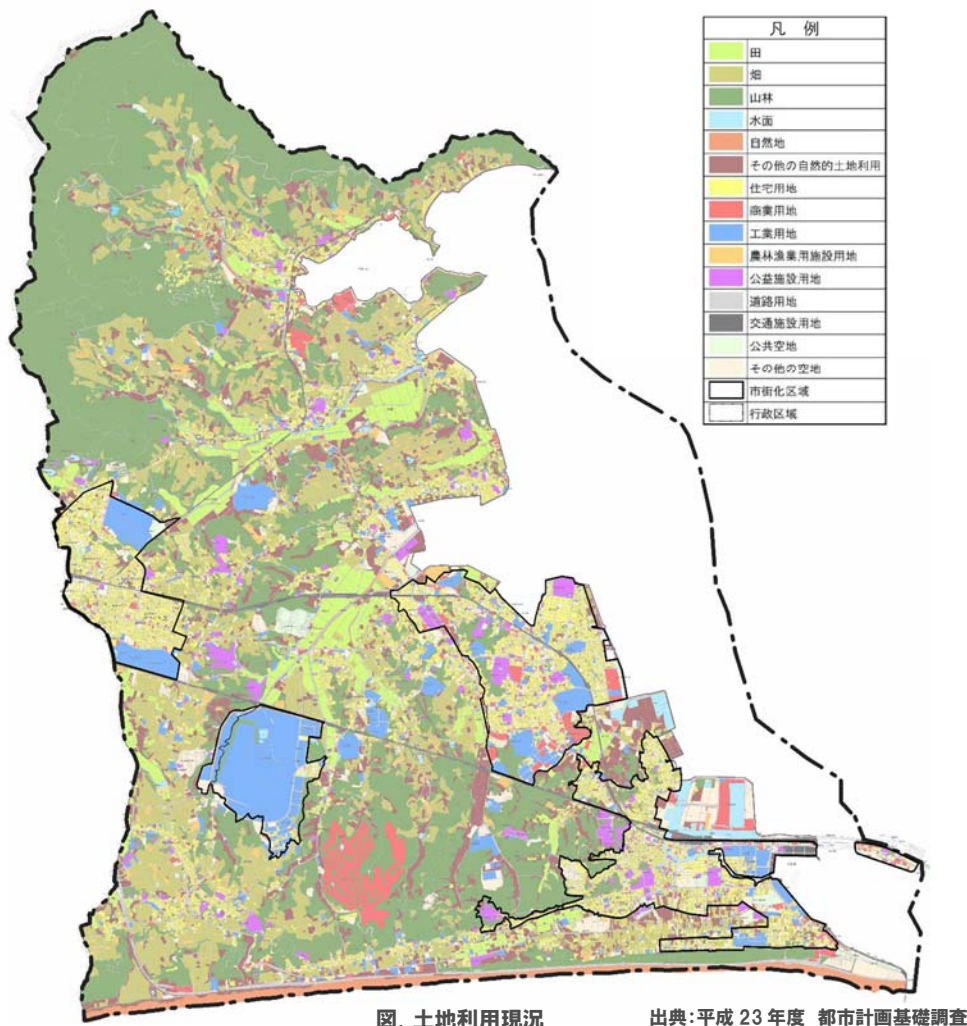 凡 例
田
畑
山林
水面
自然地
その他の自然的土地利用
住宅用地
商業用地
工業用地
農林漁業用施設用地
公益施設用地
道路用地
交通施設用地
公共空地
その他の空地
市街化区域
行政区域
図. 土地利用現況
出典:平成 23 年度 都市計画基礎調査